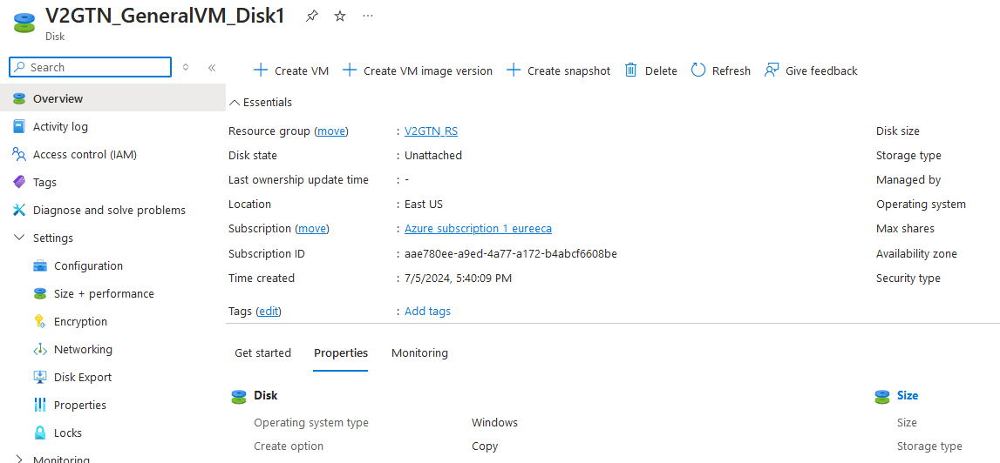 V2GTN_GeneralVM_Disk1
Disk
Search
Create VM Create VM image version Create snapshot Delete Refresh Give feedback
Overview
Activity log
Access control (IAM)
Tags
Diagnose and solve problems
Settings
Configuration
Size + performance
Encryption
Networking
Disk Export
Properties
Locks
Monitoring
Essentials
Resource group (move) : V2GTN_RS
Disk state : Unattached
Last ownership update time : -
Location : East US
Subscription (move) : Azure subscription 1 eureeca
Subscription ID : aae780ee-a9ed-4a77-a172-b4abcf6608be
Time created : 7/5/2024, 5:40:09 PM
Tags (edit) : Add tags
Disk size
Storage type
Managed by
Operating system
Max shares
Availability zone
Security type
Get started Properties Monitoring
Disk
Operating system type Windows
Create option Copy
Size
Size
Storage type